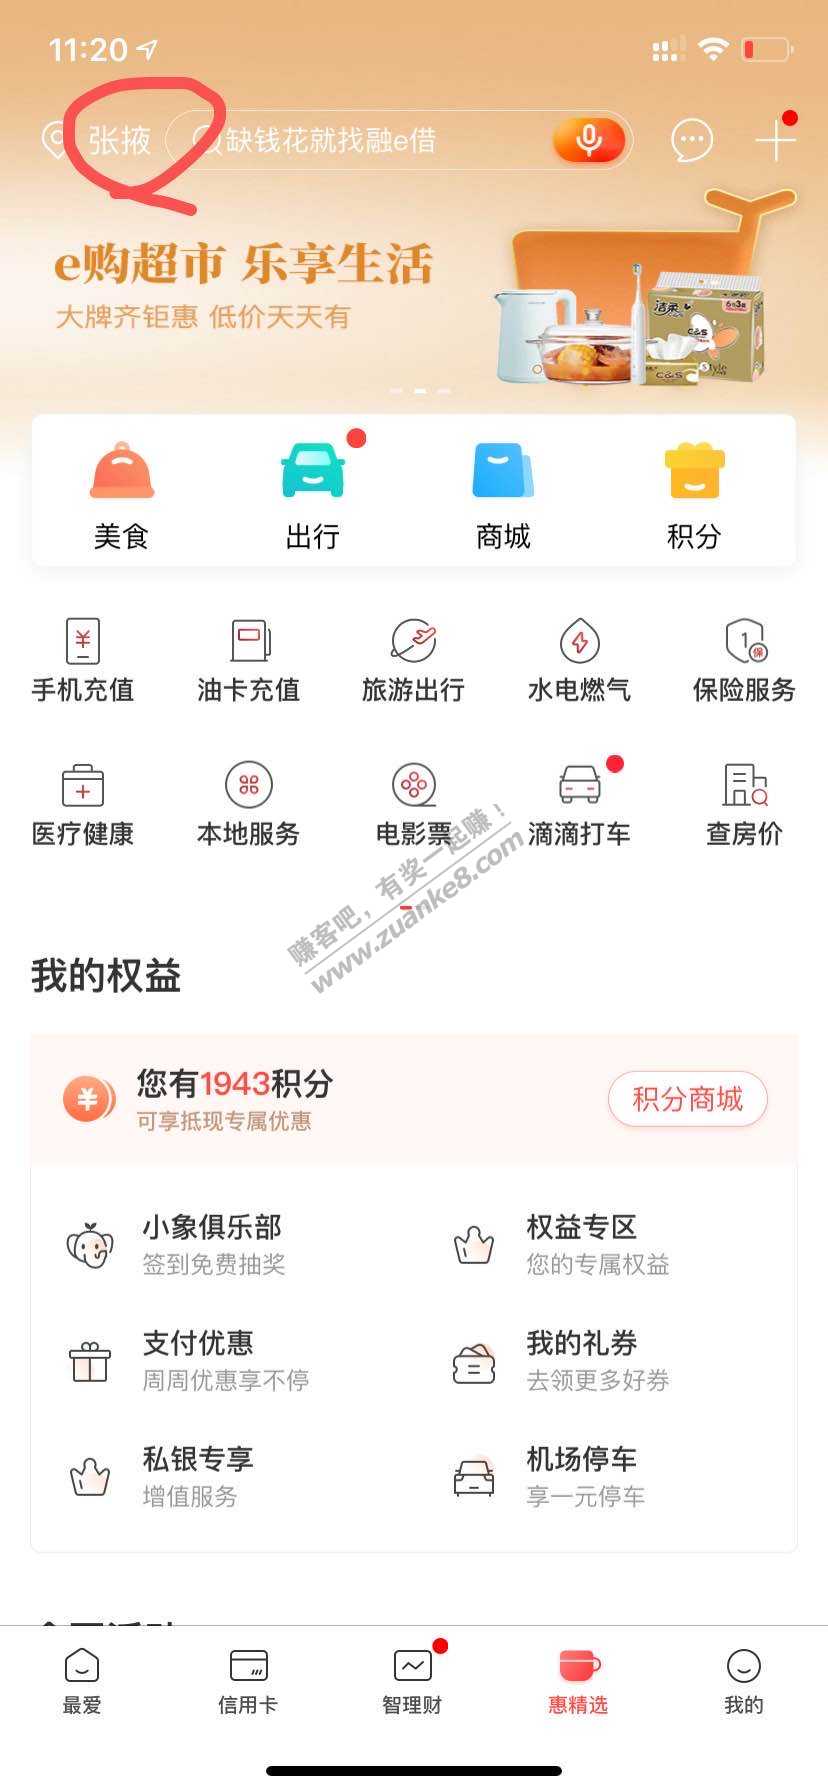 11:20
张掖
缺钱花就找融e借
e购超市 乐享生活
大牌齐钜惠 低价天天有
洁柔
C&S
C&S
Style
美食
出行
商城
积分
手机充值
油卡充值
旅游出行
水电燃气
保险服务
医疗健康
本地服务
电影票
滴滴打车
查房价
赚客吧，有奖一起赚！
www.zuanke8.com
我的权益
您有1943积分
可享抵现专属优惠
积分商城
小象俱乐部
签到免费抽奖
权益专区
您的专属权益
支付优惠
周周优惠享不停
我的礼券
去领更多好券
私银专享
增值服务
机场停车
享一元停车
最爱
信用卡
智理财
惠精选
我的